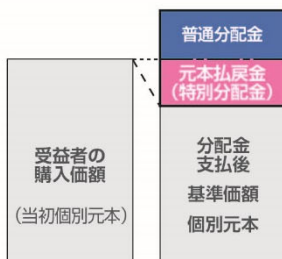 普通分配金
元本払戻金
(特別分配金)
受益者の
購入価額
(当初個別元本)
分配金
支払後
基準価額
個別元本